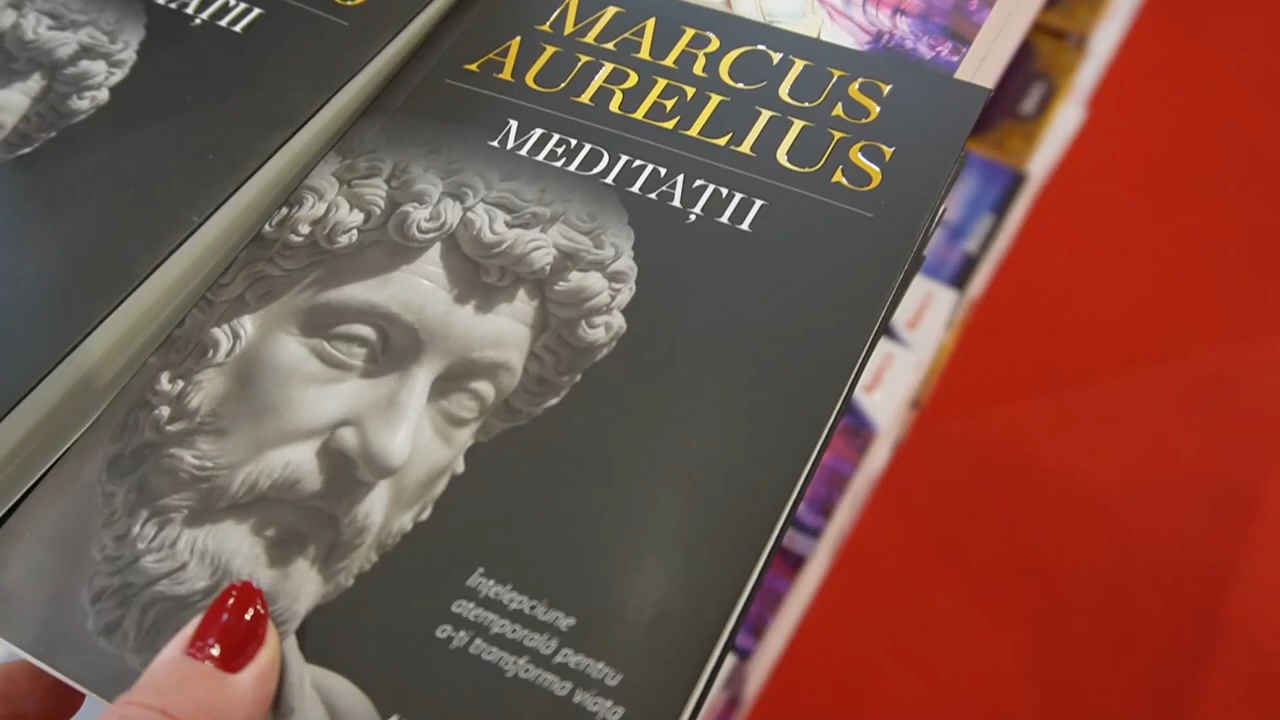 MARCUS
AURELIUS
MEDITAȚII
Înțelepciune
atemporală pentru
a-ți transforma viața